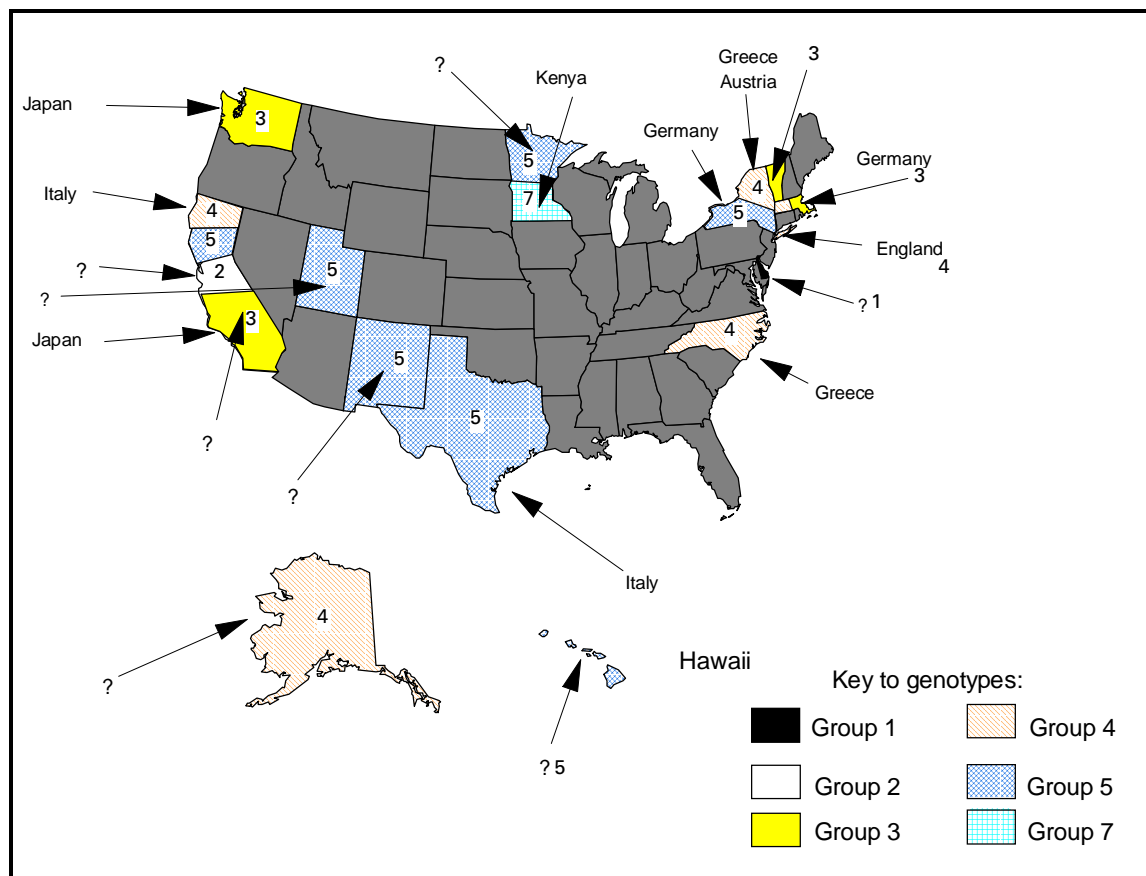 ?
Kenya
Greece
Austria
3
Japan
3
Germany
Germany
3
5
4
Italy
4
7
5
5
England
4
?
2
5
?
? 1
Japan
3
4
5
Greece
5
?
?
Italy
4
?
Hawaii
? 5
Key to genotypes:
Group 1
Group 4
Group 2
Group 5
Group 3
Group 7